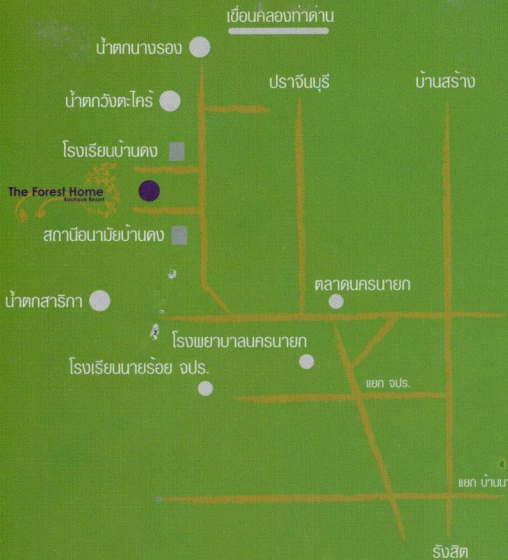 เขื่อนคลองท่าด่าน
น้ำตกนางรอง
ปราจีนบุรี
บ้านสร้าง
น้ำตกวังตะไคร้
โรงเรียนบ้านดง
The Forest Home
Boutique Resort
สถานีอนามัยบ้านดง
น้ำตกสาริกา
ตลาดนครนายก
โรงพยาบาลนครนายก
โรงเรียนนายร้อย จปร.
แยก จปร.
แยก
รังสิต